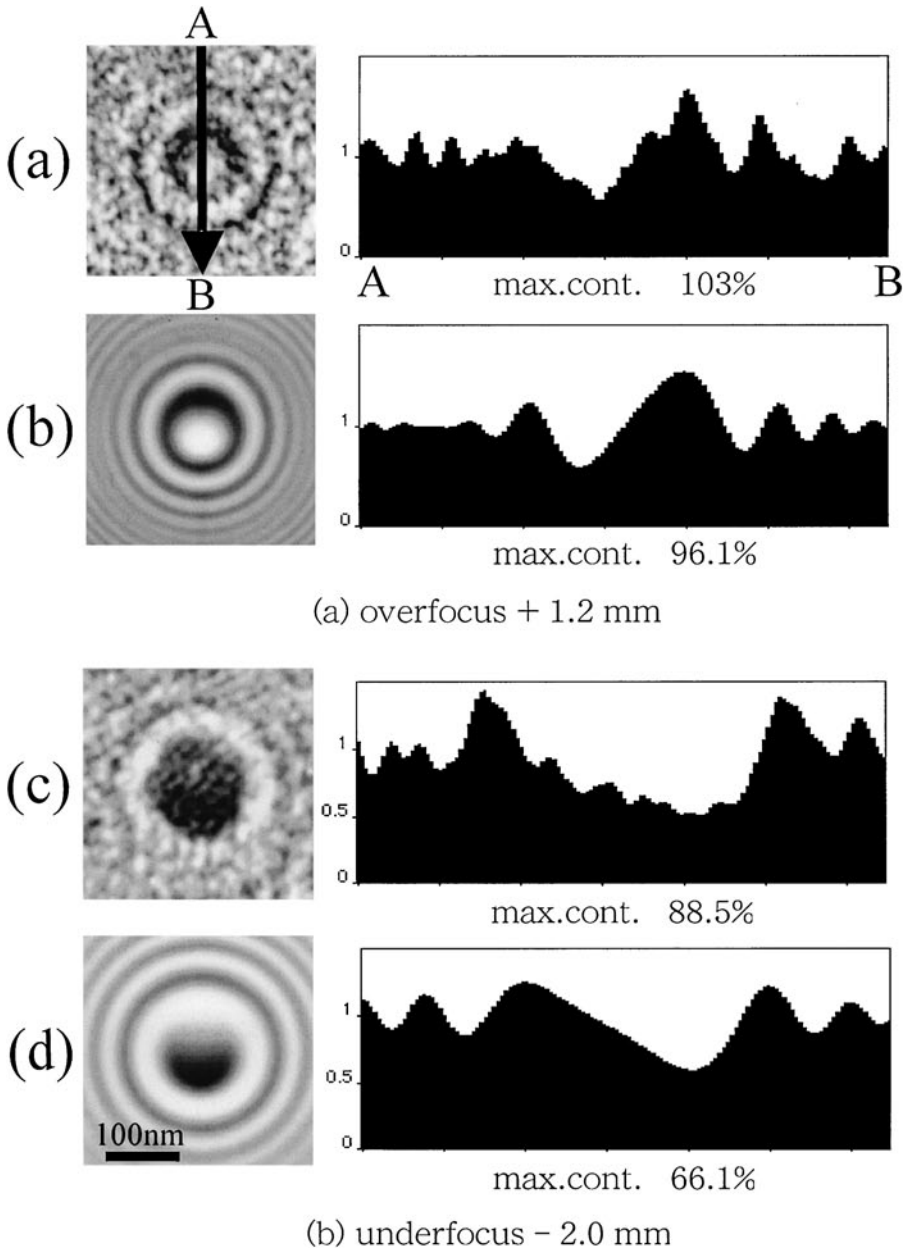 A
(a)
1
0
B
A
max.cont. 103%
B
(b)
1
0
max.cont. 96.1%
(a) overfocus + 1.2 mm
(c)
1
0.5
0
max.cont. 88.5%
(d)
1
0.5
0
100nm
max.cont. 66.1%
(b) underfocus – 2.0 mm